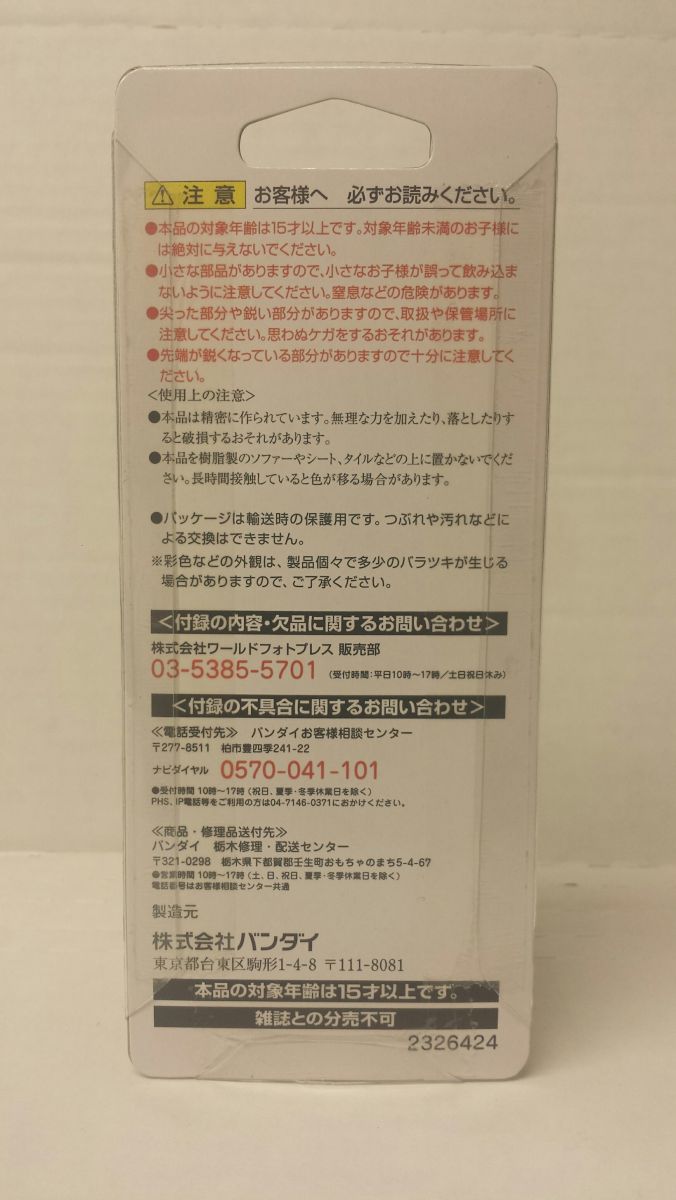 ⚠ 注意 お客様へ 必ずお読みください。
●本品の対象年齢は15才以上です。対象年齢未満のお子様に
は絶対に与えないでください。
●小さな部品がありますので、小さなお子様が誤って飲み込ま
ないように注意してください。窒息などの危険があります。
●尖った部分や鋭い部分がありますので、取扱や保管場所に
注意してください。思わぬケガをするおそれがあります。
●先端が鋭くなっている部分がありますので十分に注意してく
ださい。
<使用上の注意>
●本品は精密に作られています。無理な力を加えたり、落としたりす
ると破損するおそれがあります。
●本品を樹脂製のソファーやシート、タイルなどの上に置かないでくだ
さい。長時間接触していると色が移る場合があります。
●パッケージは輸送時の保護用です。つぶれや汚れなどに
よる交換はできません。
※彩色などの外観は、製品個々で多少のバラツキが生じる
場合がありますので、ご了承ください。
<付録の内容・欠品に関するお問い合わせ>
株式会社ワールドフォトプレス 販売部
03-5385-5701 (受付時間:平日10時〜17時/土日祝日休み)
<付録の不具合に関するお問い合わせ>
≪電話受付先≫ バンダイお客様相談センター
〒277-8511 柏市豊四季241-22
ナビダイヤル 0570-041-101
●受付時間 10時〜17時(祝日、夏季・冬季休業日を除く)
PHS、IP電話等をご利用の方は04-7146-0371におかけください。
≪商品・修理品送付先≫
バンダイ 栃木修理・配送センター
〒321-0298 栃木県下都賀郡壬生町おもちゃのまち5-4-67
●営業時間 10時〜17時(土、日、祝日、夏季・冬季休業日を除く)
電話番号はお客様相談センター共通
製造元
株式会社バンダイ
東京都台東区駒形1-4-8 〒111-8081
本品の対象年齢は15才以上です。
雑誌との分売不可
2326424